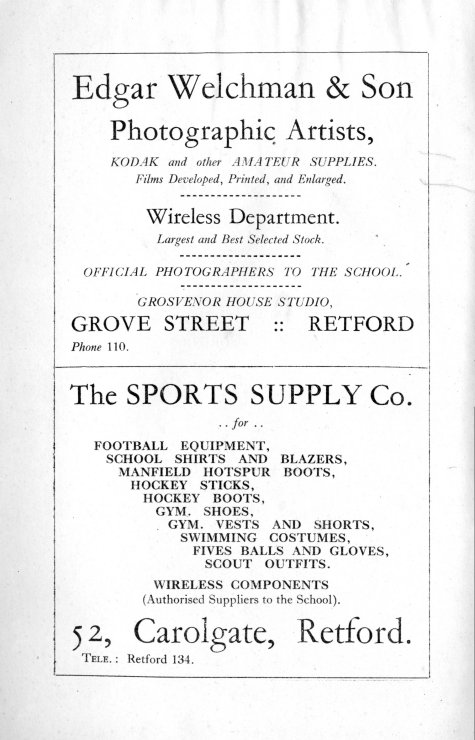 Edgar Welchman & Son
Photographic Artists,
KODAK and other AMATEUR SUPPLIES.
Films Developed, Printed, and Enlarged.
Wireless Department.
Largest and Best Selected Stock.
OFFICIAL PHOTOGRAPHERS TO THE SCHOOL.
GROSVENOR HOUSE STUDIO,
GROVE STREET :: RETFORD
Phone 110.
The SPORTS SUPPLY Co.
. . for . .
FOOTBALL EQUIPMENT,
SCHOOL SHIRTS AND BLAZERS,
MANFIELD HOTSPUR BOOTS,
HOCKEY STICKS,
HOCKEY BOOTS,
GYM. SHOES,
GYM. VESTS AND SHORTS,
SWIMMING COSTUMES,
FIVES BALLS AND GLOVES,
SCOUT OUTFITS.
WIRELESS COMPONENTS
(Authorised Suppliers to the School).
52, Carolgate, Retford.
TELE. : Retford 134.